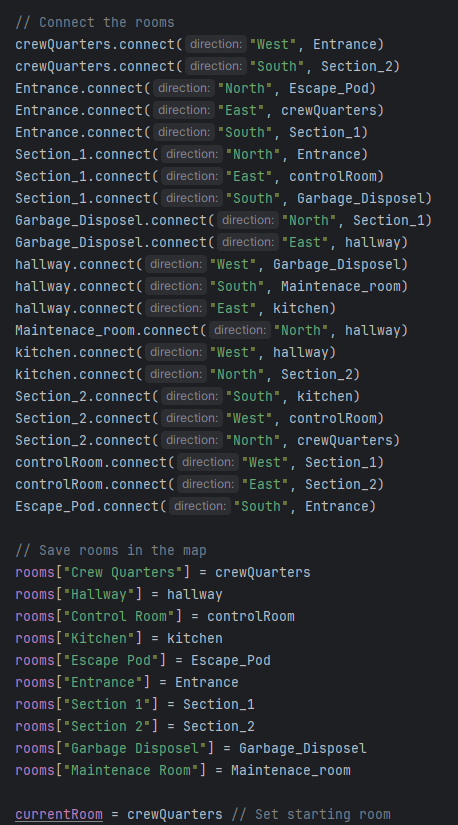 // Connect the rooms
crewQuarters.connect( direction: "West", Entrance)
crewQuarters.connect( direction: "South", Section_2)
Entrance.connect( direction: "North", Escape_Pod)
Entrance.connect( direction: "East", crewQuarters)
Entrance.connect( direction: "South", Section_1)
Section_1.connect( direction: "North", Entrance)
Section_1.connect( direction: "East", controlRoom)
Section_1.connect( direction: "South", Garbage_Disposel)
Garbage_Disposel.connect( direction: "North", Section_1)
Garbage_Disposel.connect( direction: "East", hallway)
hallway.connect( direction: "West", Garbage_Disposel)
hallway.connect( direction: "South", Maintenace_room)
hallway.connect( direction: "East", kitchen)
Maintenace_room.connect( direction: "North", hallway)
kitchen.connect( direction: "West", hallway)
kitchen.connect( direction: "North", Section_2)
Section_2.connect( direction: "South", kitchen)
Section_2.connect( direction: "West", controlRoom)
Section_2.connect( direction: "North", crewQuarters)
controlRoom.connect( direction: "West", Section_1)
controlRoom.connect( direction: "East", Section_2)
Escape_Pod.connect( direction: "South", Entrance)
// Save rooms in the map
rooms["Crew Quarters"] = crewQuarters
rooms["Hallway"] = hallway
rooms["Control Room"] = controlRoom
rooms["Kitchen"] = kitchen
rooms["Escape Pod"] = Escape_Pod
rooms["Entrance"] = Entrance
rooms["Section 1"] = Section_1
rooms["Section 2"] = Section_2
rooms["Garbage Disposel"] = Garbage_Disposel
rooms["Maintenace Room"] = Maintenace_room
currentRoom = crewQuarters // Set starting room